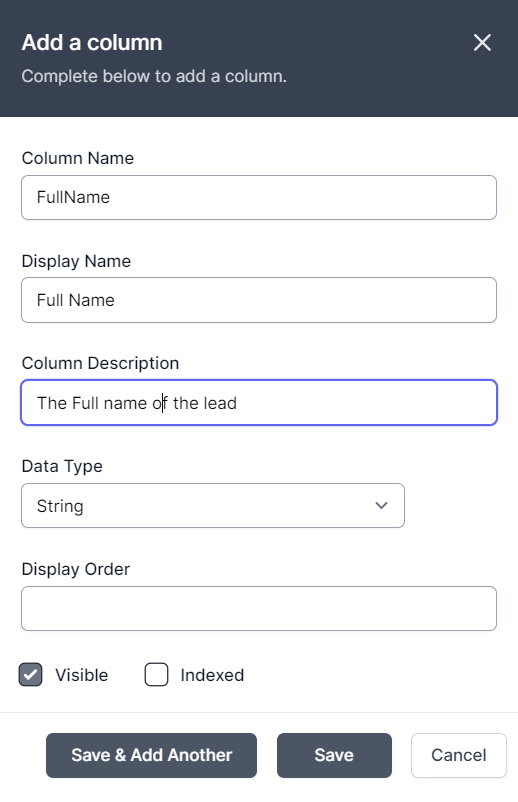 Add a column
Complete below to add a column.
Column Name
FullName
Display Name
Full Name
Column Description
The Full name of the lead
Data Type
String
Display Order
Visible
Indexed
Save & Add Another
Save
Cancel